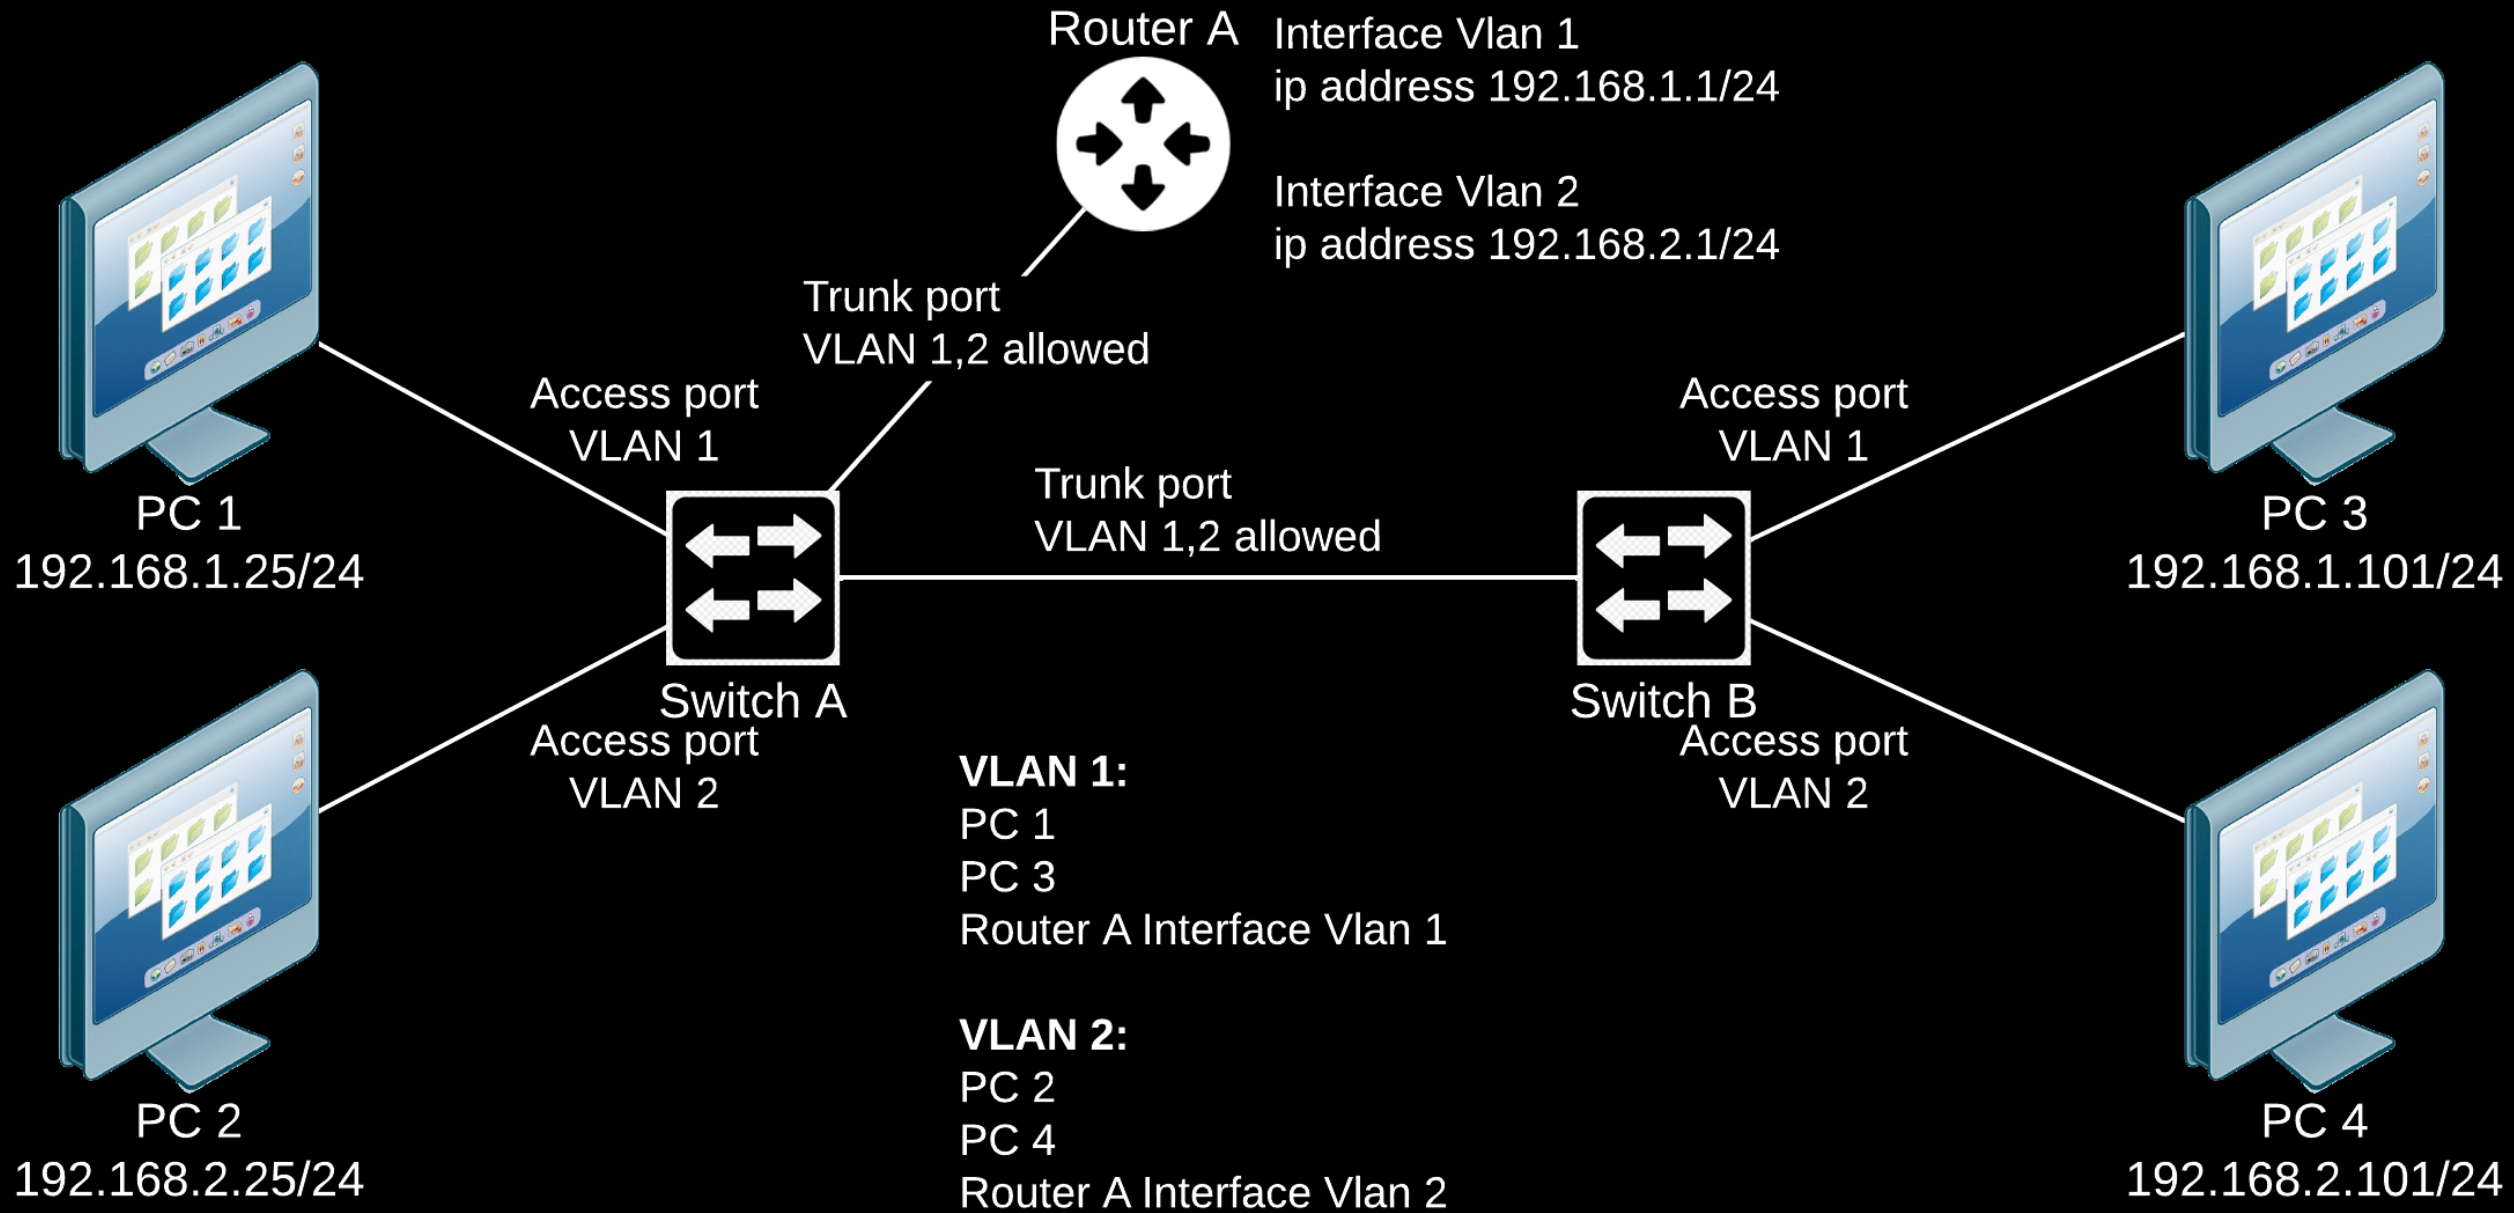 Router A
Interface Vlan 1
ip address 192.168.1.1/24
Interface Vlan 2
ip address 192.168.2.1/24
Trunk port
VLAN 1,2 allowed
Access port
VLAN 1
Trunk port
VLAN 1,2 allowed
Access port
VLAN 1
PC 1
192.168.1.25/24
PC 3
192.168.1.101/24
Switch A
Access port
VLAN 2
Switch B
Access port
VLAN 2
VLAN 1:
PC 1
PC 3
Router A Interface Vlan 1
VLAN 2:
PC 2
PC 4
Router A Interface Vlan 2
PC 2
192.168.2.25/24
PC 4
192.168.2.101/24